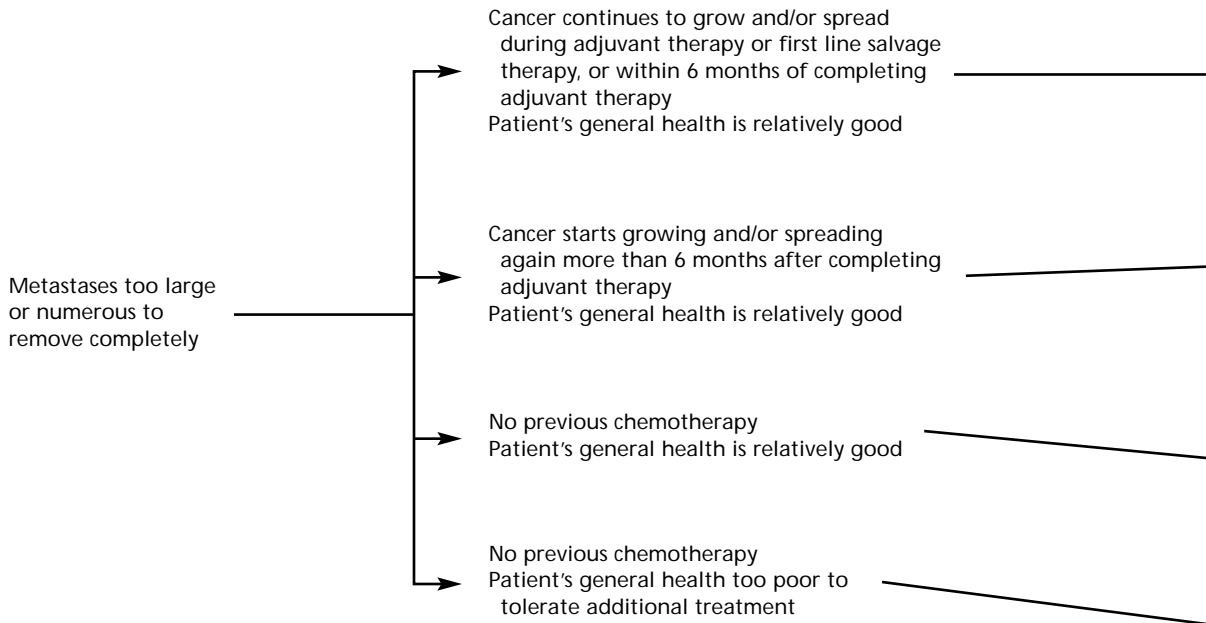 Metastases too large
or numerous to
remove completely
Cancer continues to grow and/or spread
during adjuvant therapy or first line salvage
therapy, or within 6 months of completing
adjuvant therapy
Patient's general health is relatively good
Cancer starts growing and/or spreading
again more than 6 months after completing
adjuvant therapy
Patient's general health is relatively good
No previous chemotherapy
Patient's general health is relatively good
No previous chemotherapy
Patient's general health too poor to
tolerate additional treatment